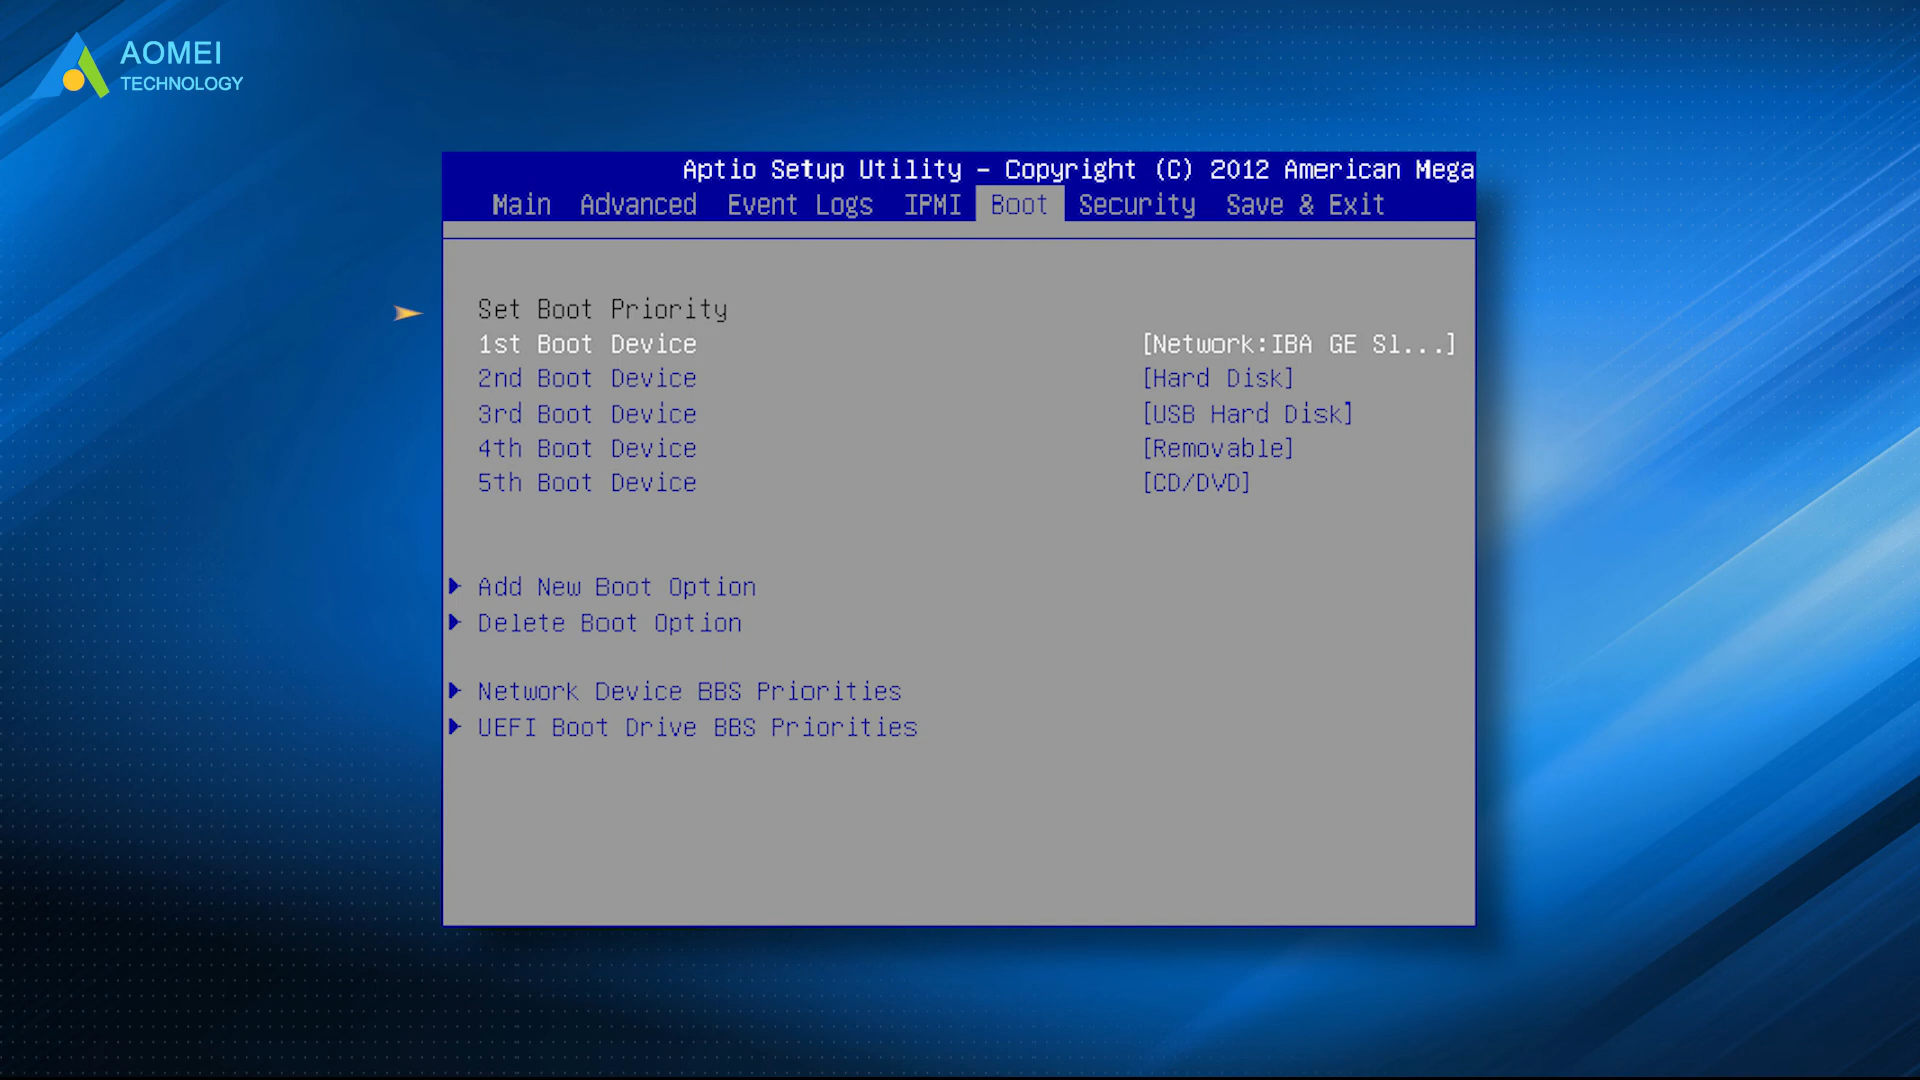 AOMEI
TECHNOLOGY
Aptio Setup Utility – Copyright (C) 2012 American Mega
Main Advanced Event Logs IPMI Boot Security Save & Exit
Set Boot Priority
1st Boot Device [Network:IBA GE Sl...]
2nd Boot Device [Hard Disk]
3rd Boot Device [USB Hard Disk]
4th Boot Device [Removable]
5th Boot Device [CD/DVD]
Add New Boot Option
Delete Boot Option
Network Device BBS Priorities
UEFI Boot Drive BBS Priorities